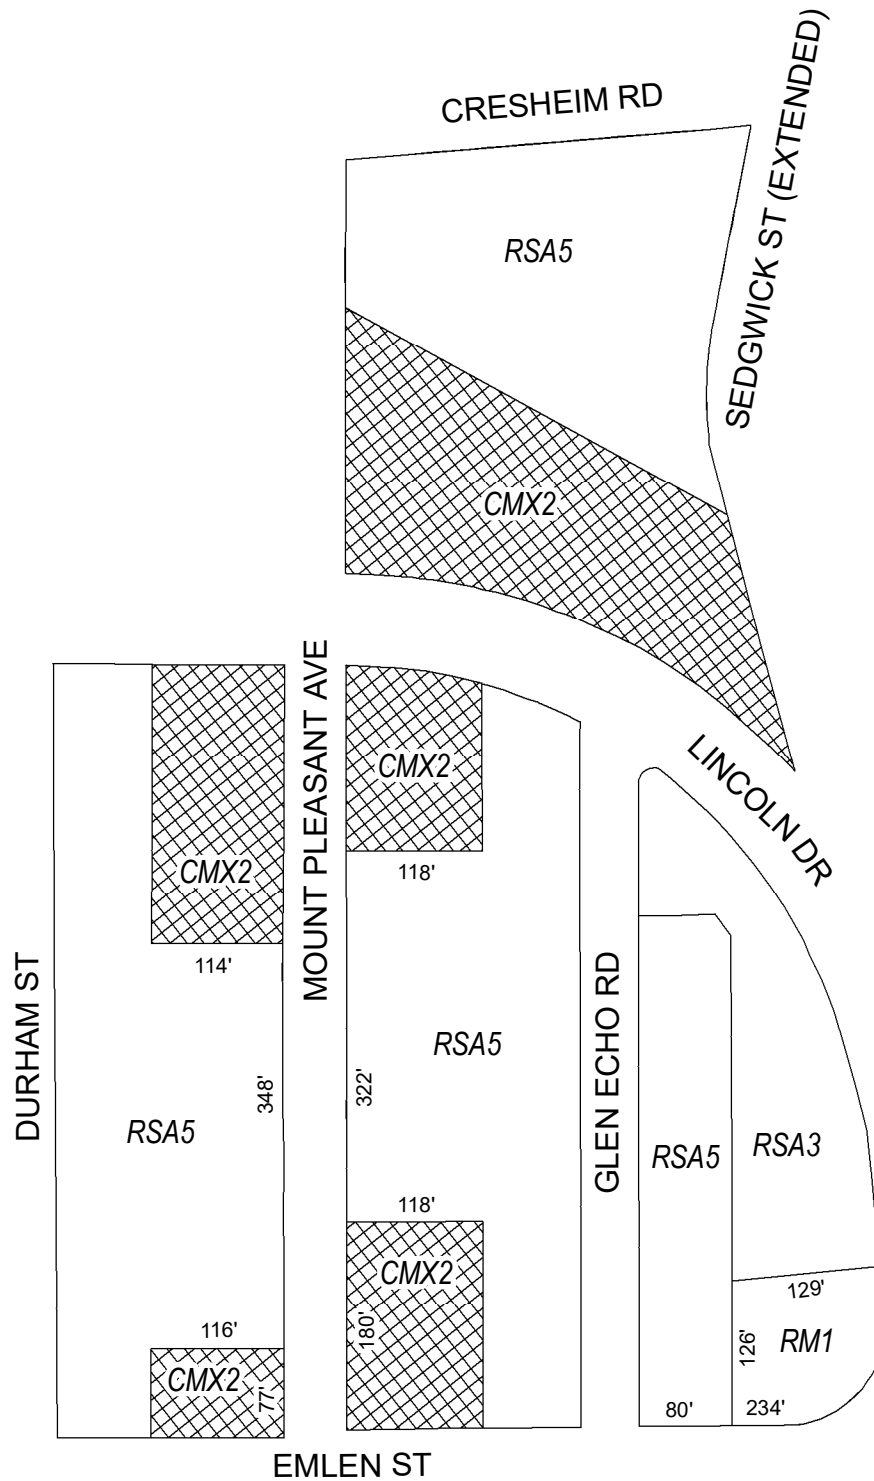 CRESHEIM RD
SEDGWICK ST (EXTENDED)
RSA5
CMX2
MOUNT PLEASANT AVE
LINCOLN DR
CMX2
CMX2
118'
114'
DURHAM ST
GLEN ECHO RD
RSA5
348'
322'
RSA5
RSA5
RSA3
118'
CMX2
129'
116'
180'
126'
RM1
CMX2
77'
80'
234'
EMLEN ST